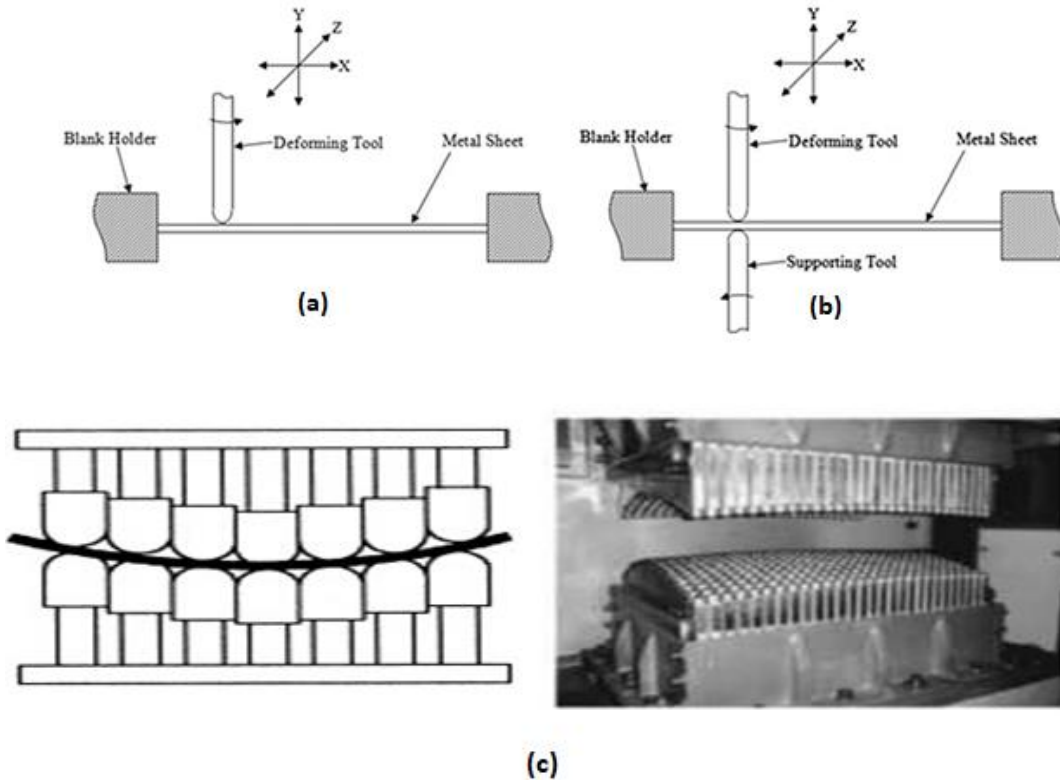 Y
Z
X
Blank Holder
Deforming Tool
Metal Sheet
(a)
Y
Z
X
Blank Holder
Deforming Tool
Metal Sheet
Supporting Tool
(b)
(c)